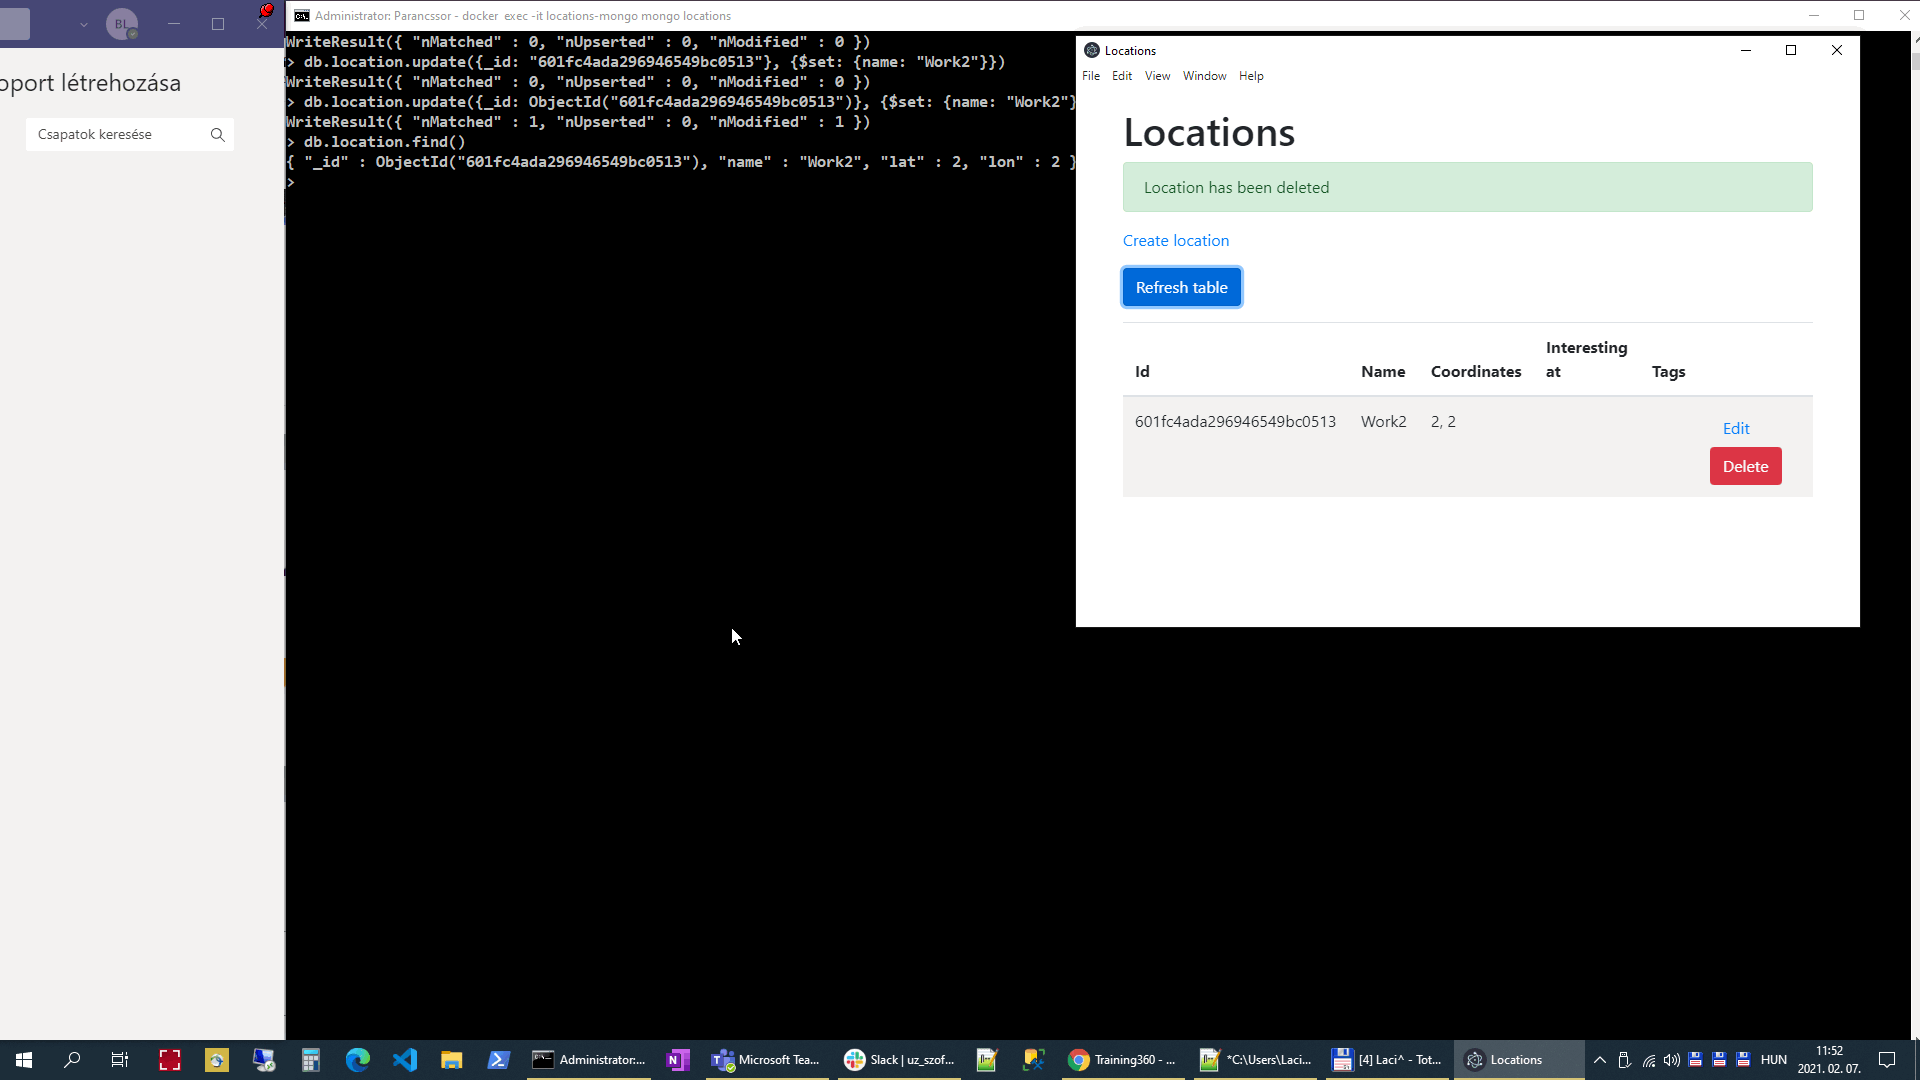 BL
oport létrehozása
Csapatok keresése
Administrator: Parancssor - docker exec -it locations-mongo mongo locations
WriteResult({ "nMatched" : 0, "nUpserted" : 0, "nModified" : 0 })
> db.location.update({_id: "601fc4ada296946549bc0513"}, {$set: {name: "Work2"}})
WriteResult({ "nMatched" : 0, "nUpserted" : 0, "nModified" : 0 })
> db.location.update({_id: ObjectId("601fc4ada296946549bc0513")}, {$set: {name: "Work2"}
WriteResult({ "nMatched" : 1, "nUpserted" : 0, "nModified" : 1 })
> db.location.find()
{ "_id" : ObjectId("601fc4ada296946549bc0513"), "name" : "Work2", "lat" : 2, "lon" : 2 }
>
Locations
File Edit View Window Help
Locations
Location has been deleted
Create location
Refresh table
Id Name Coordinates Interesting at Tags
601fc4ada296946549bc0513 Work2 2, 2
Edit
Delete
Administrator:...
Microsoft Tea...
Slack | uz_szof...
Training360 - ...
*C:\Users\Laci...
[4] Laci^ - Tot...
Locations
HUN
11:52
2021. 02. 07.